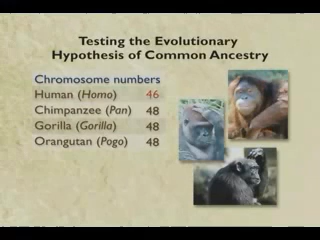 Testing the Evolutionary
Hypothesis of Common Ancestry
Chromosome numbers
Human (Homo) 46
Chimpanzee (Pan) 48
Gorilla (Gorilla) 48
Orangutan (Pogo) 48